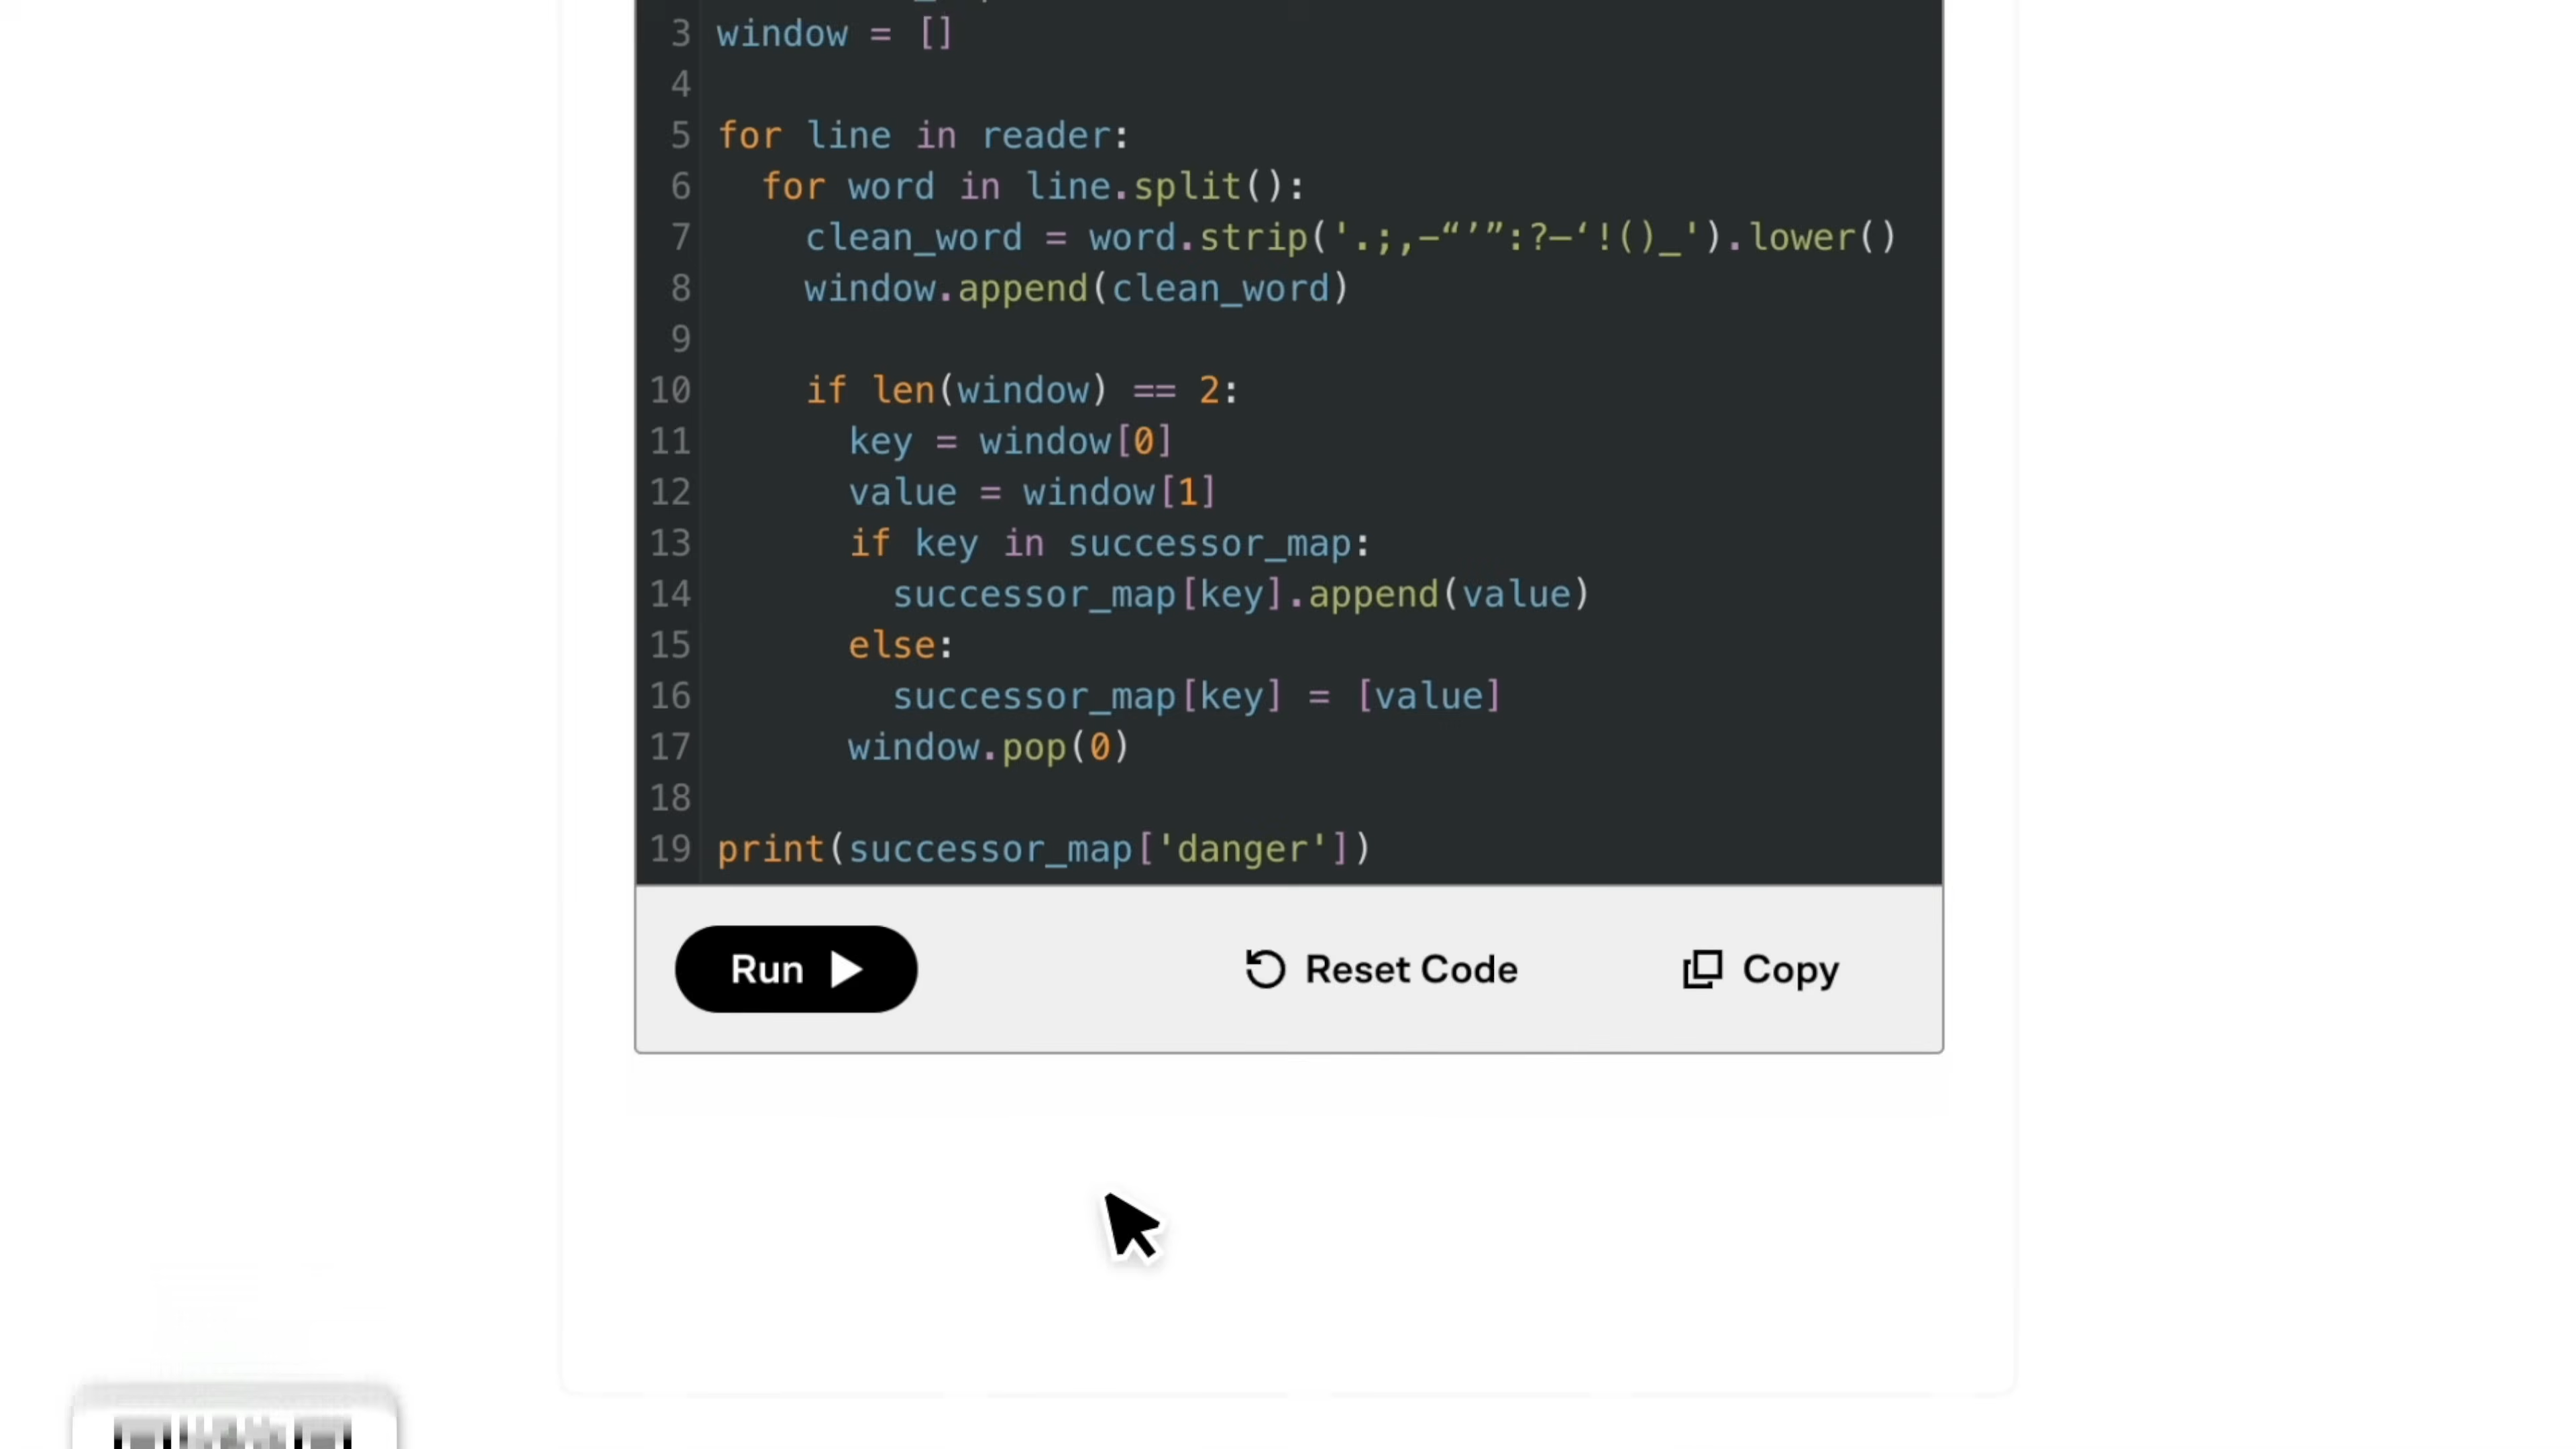 3 window = []
4
5 for line in reader:
6 for word in line.split():
7 clean_word = word.strip('.;,—“’”:?—‘!()_').lower()
8 window.append(clean_word)
9
10 if len(window) == 2:
11 key = window[0]
12 value = window[1]
13 if key in successor_map:
14 successor_map[key].append(value)
15 else:
16 successor_map[key] = [value]
17 window.pop(0)
18
19 print(successor_map['danger'])
Run Reset Code Copy